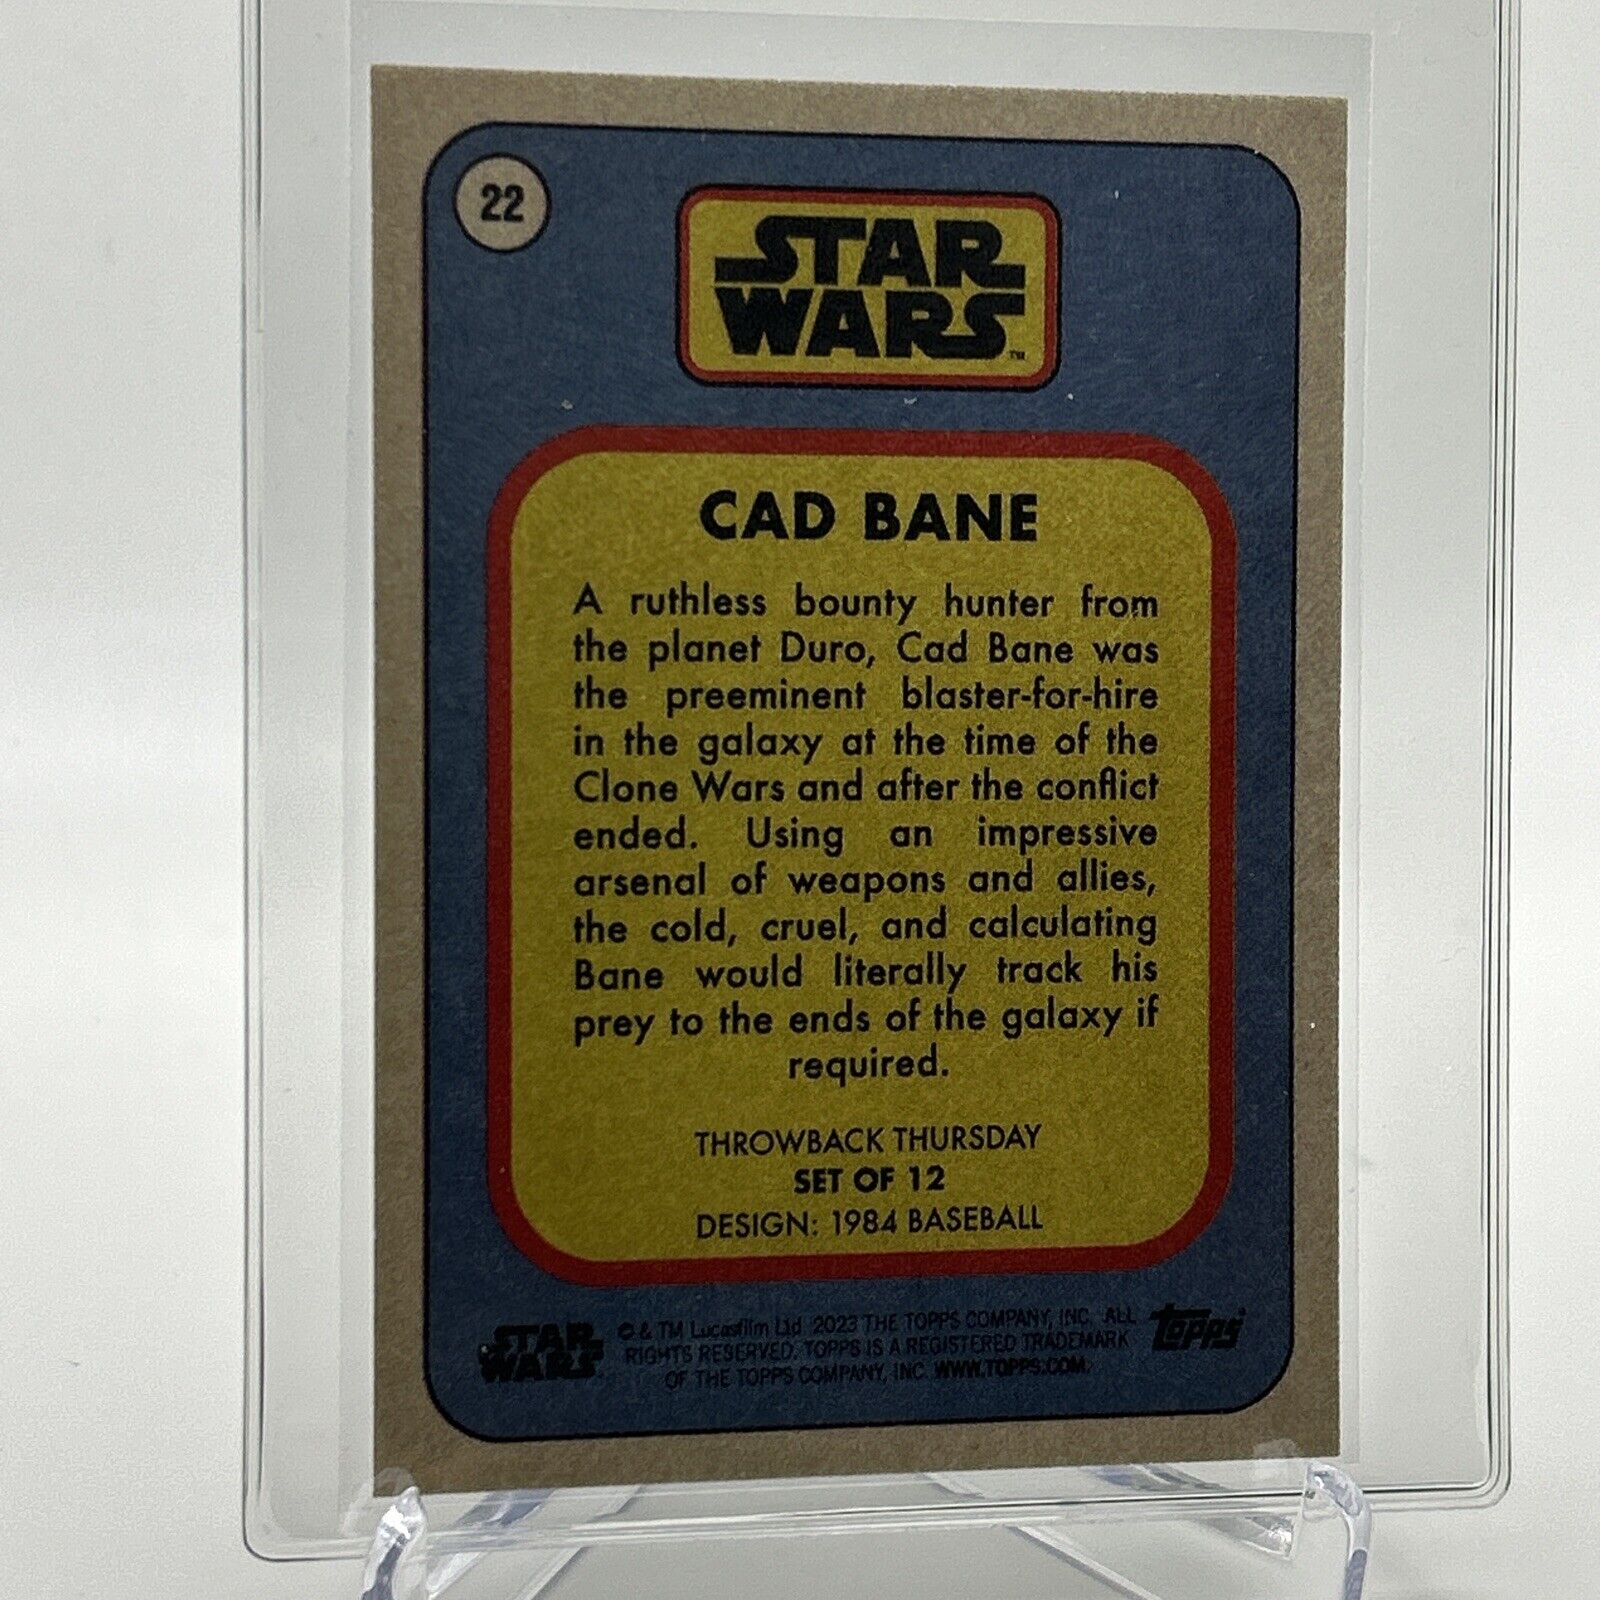 22
STAR
WARS
TM
CAD BANE
A ruthless bounty hunter from
the planet Duro, Cad Bane was
the preeminent blaster-for-hire
in the galaxy at the time of the
Clone Wars and after the conflict
ended. Using an impressive
arsenal of weapons and allies,
the cold, cruel, and calculating
Bane would literally track his
prey to the ends of the galaxy if
required.
THROWBACK THURSDAY
SET OF 12
DESIGN: 1984 BASEBALL
STAR
WARS
© & TM Lucasfilm Ltd 2023 THE TOPPS COMPANY, INC. ALL
RIGHTS RESERVED. TOPPS IS A REGISTERED TRADEMARK
OF THE TOPPS COMPANY, INC. WWW.TOPPS.COM.
TOPPS